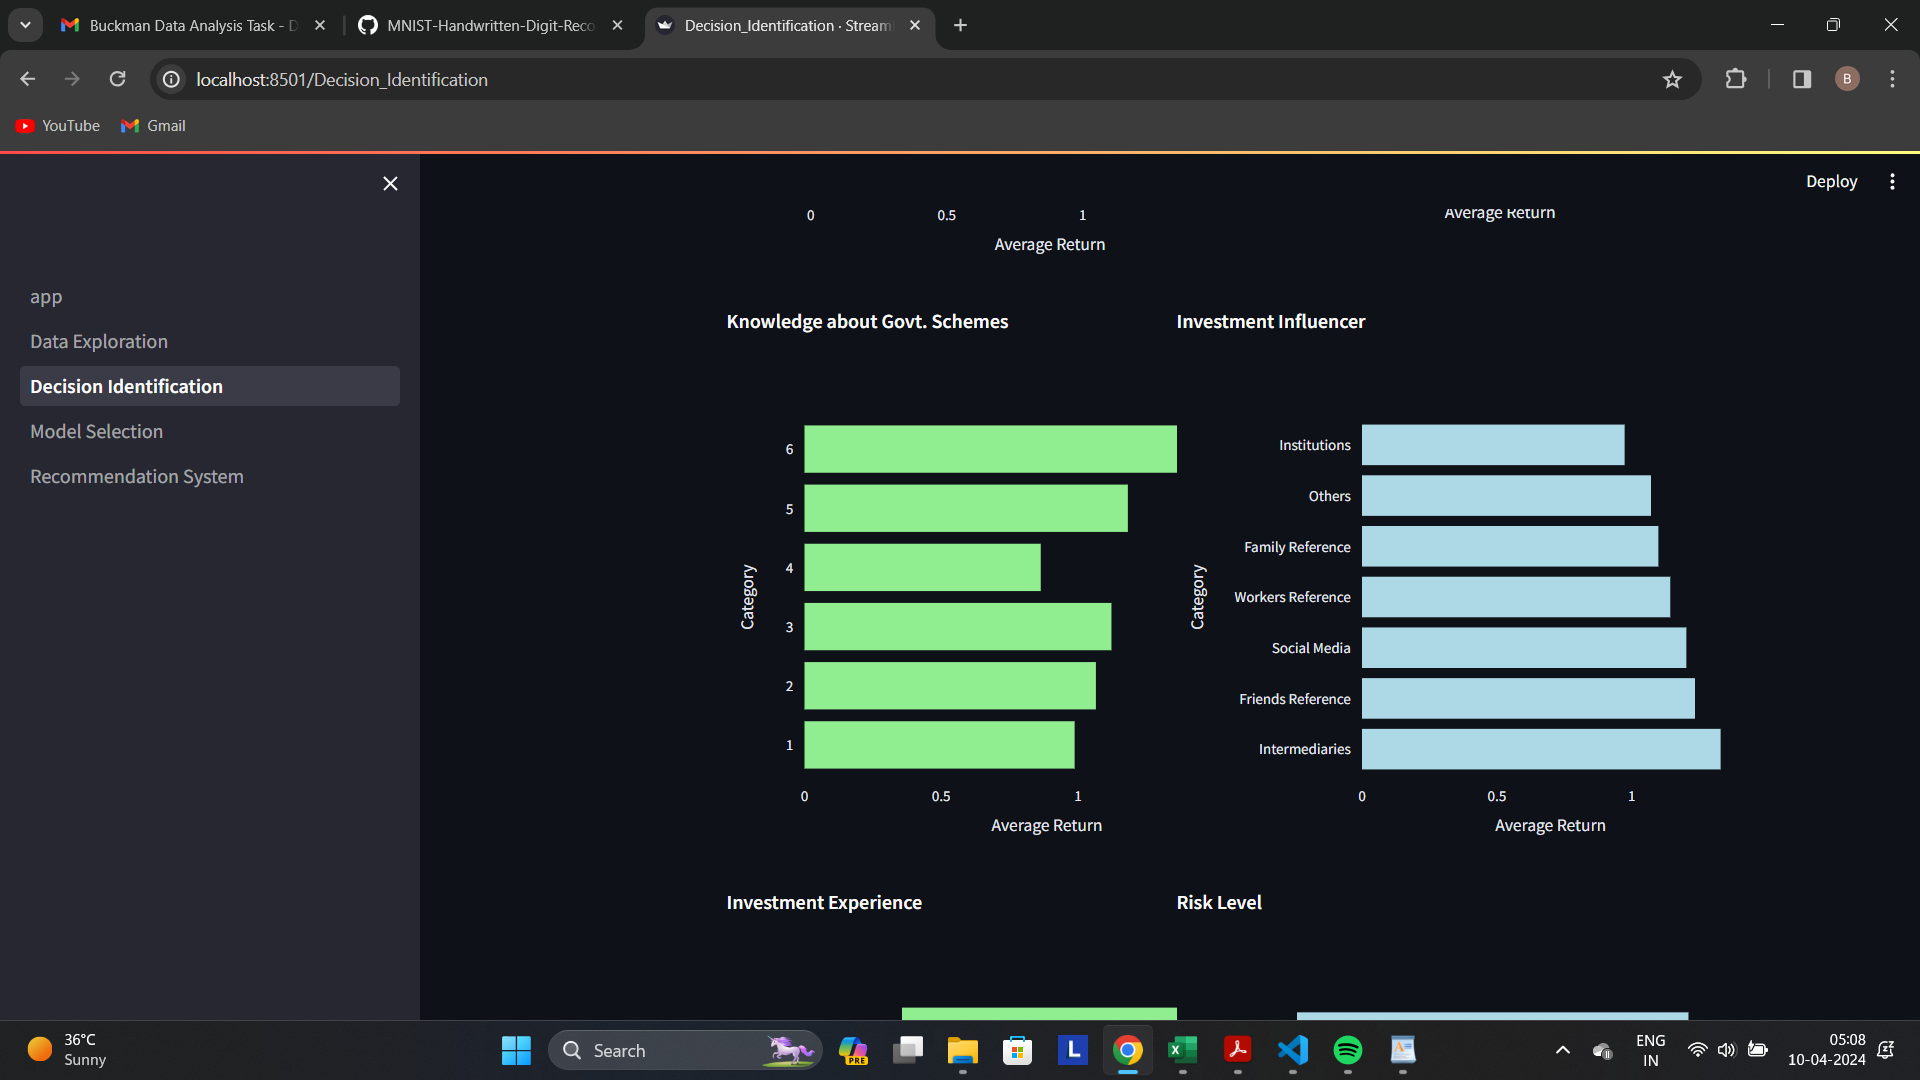 Buckman Data Analysis Task - D
MNIST-Handwritten-Digit-Reco
Decision_Identification · Stream
localhost:8501/Decision_Identification
B
YouTube
Gmail
Deploy
app
Data Exploration
Decision Identification
Model Selection
Recommendation System
0 0.5 1
Average Return
Average Return
Knowledge about Govt. Schemes
6
5
4
3
2
1
Category
0 0.5 1
Average Return
Investment Influencer
Institutions
Others
Family Reference
Workers Reference
Social Media
Friends Reference
Intermediaries
Category
0 0.5 1
Average Return
Investment Experience
Risk Level
36°C
Sunny
Search
PRE
L
ENG
IN
05:08
10-04-2024